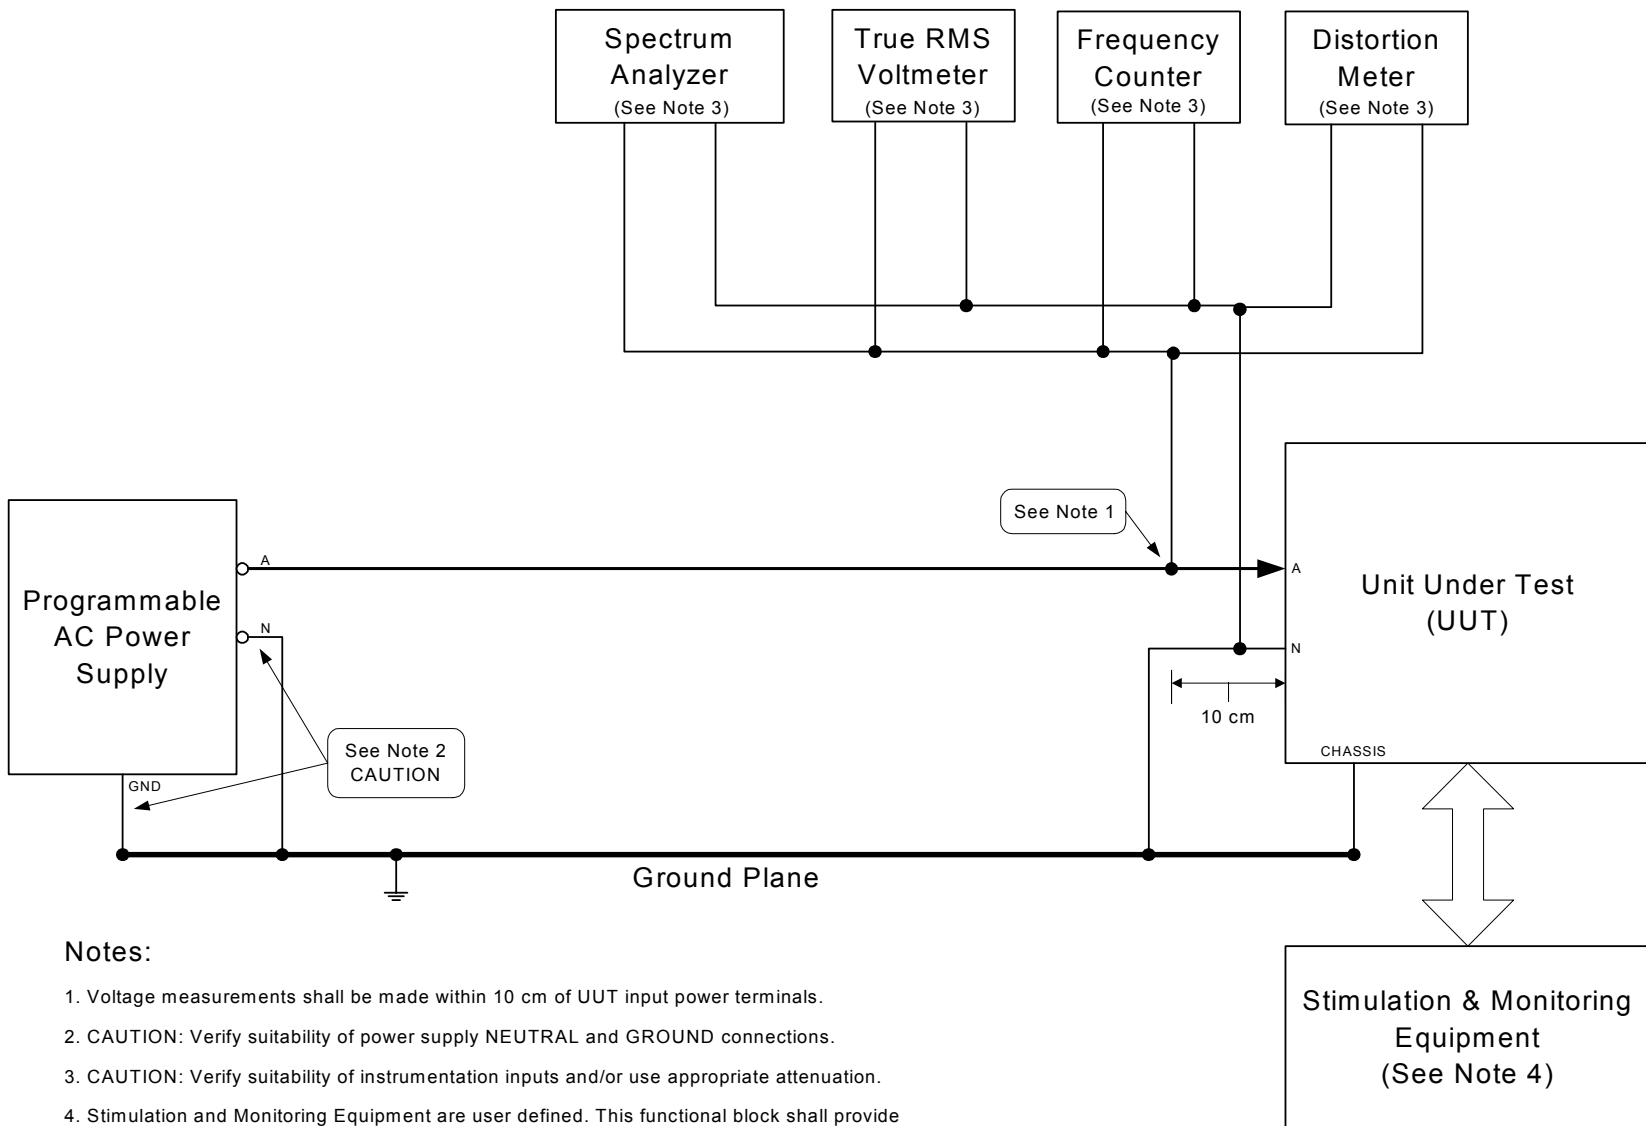 Spectrum
Analyzer
(See Note 3)
True RMS
Voltmeter
(See Note 3)
Frequency
Counter
(See Note 3)
Distortion
Meter
(See Note 3)
See Note 1
Programmable
AC Power
Supply
A
N
GND
See Note 2
CAUTION
A
N
Unit Under Test
(UUT)
10 cm
CHASSIS
Ground Plane
Stimulation & Monitoring
Equipment
(See Note 4)
Notes:
1. Voltage measurements shall be made within 10 cm of UUT input power terminals.
2. CAUTION: Verify suitability of power supply NEUTRAL and GROUND connections.
3. CAUTION: Verify suitability of instrumentation inputs and/or use appropriate attenuation.
4. Stimulation and Monitoring Equipment are user defined. This functional block shall provide